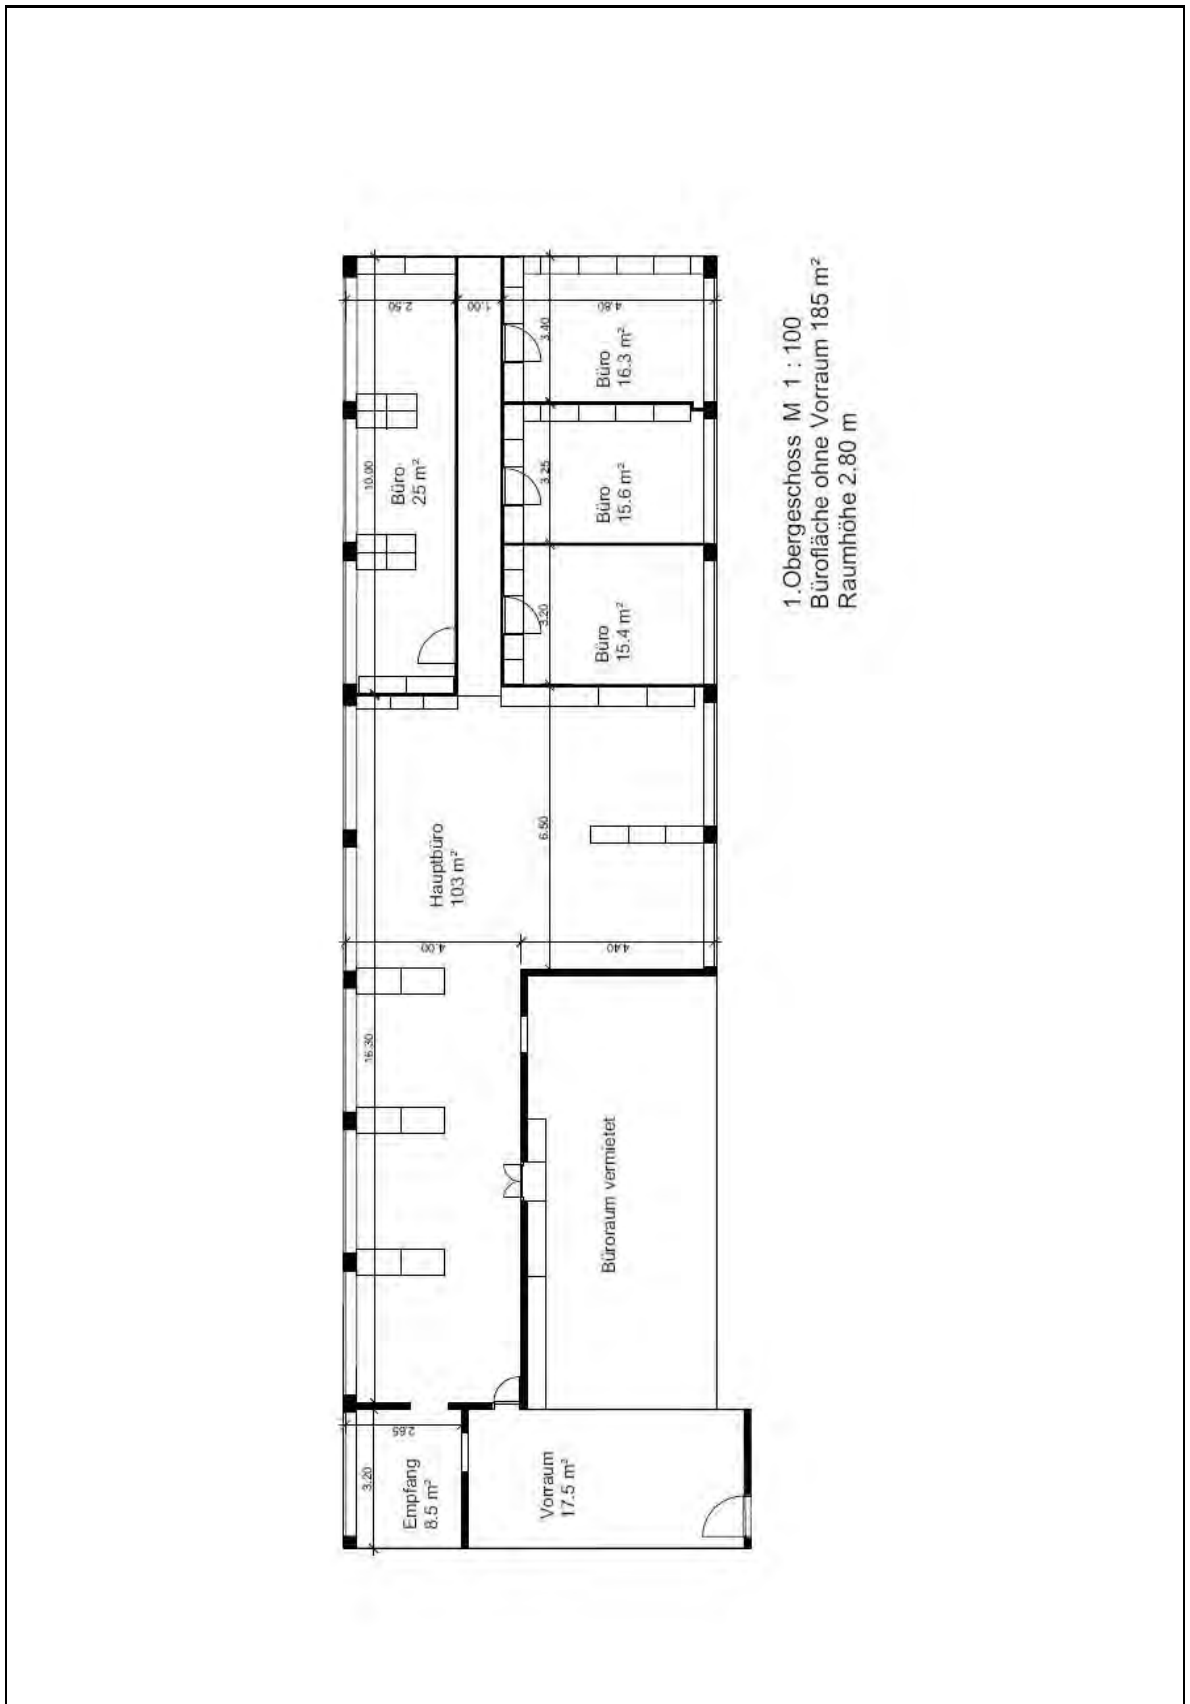 1.Obergeschoss M 1 : 100
Bürofläche ohne Vorraum 185 m²
Raumhöhe 2.80 m
Empfang
8.5 m²
3.20
2.65
Vorraum
17.5 m²
Hauptbüro
103 m²
16.30
4.00
4.40
6.50
Büroraum vermietet
Büro
25 m²
10.00
2.50
1.00
4.80
Büro
15.4 m²
3.20
Büro
15.6 m²
3.25
Büro
16.3 m²
3.40